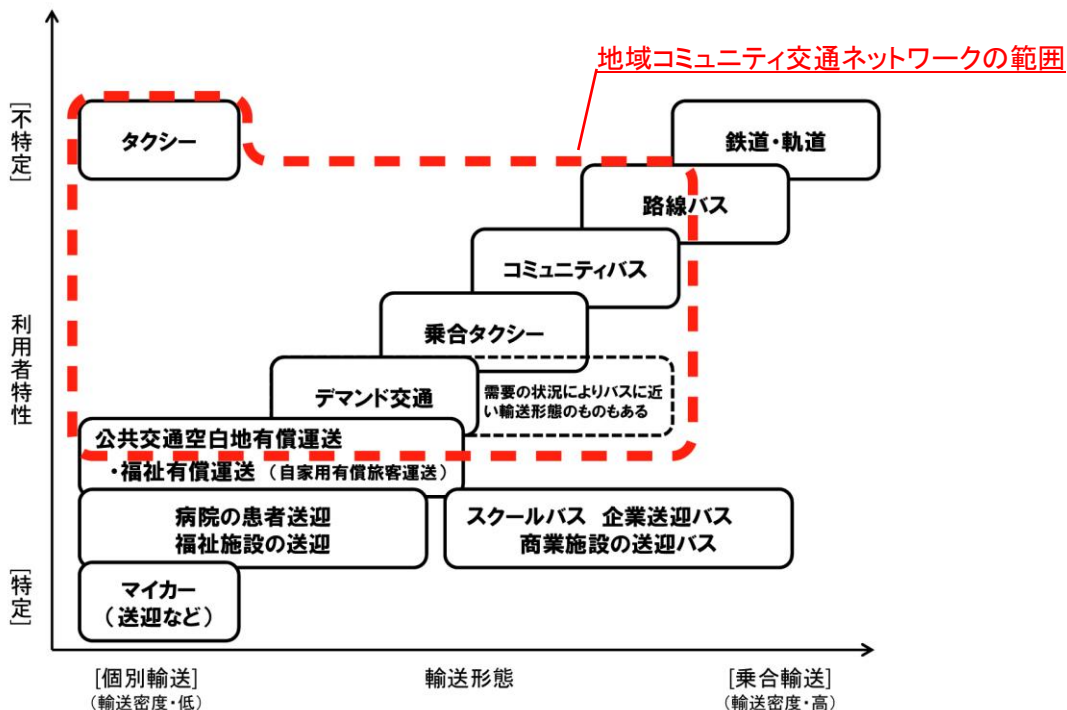 地域コミュニティ交通ネットワークの範囲
[不特定]
タクシー
鉄道・軌道
路線バス
コミュニティバス
乗合タクシー
利用者特性
デマンド交通
需要の状況によりバスに近
い輸送形態のものもある
公共交通空白地有償運送
・福祉有償運送 (自家用有償旅客運送)
病院の患者送迎
福祉施設の送迎
スクールバス 企業送迎バス
商業施設の送迎バス
[特定]
マイカー
(送迎など)
[個別輸送]
(輸送密度・低)
輸送形態
[乗合輸送]
(輸送密度・高)